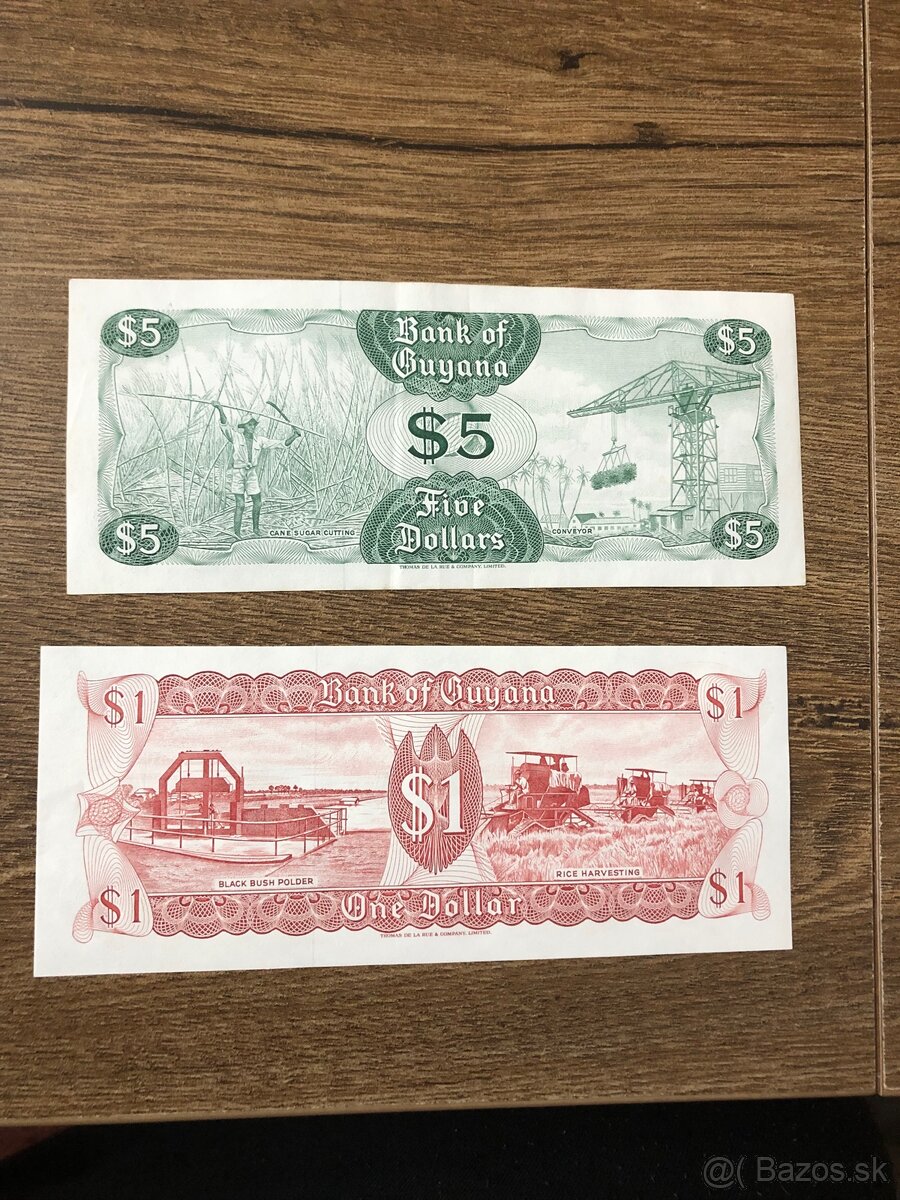 $5
Bank of
Guyana
$5
$5
$5
Five
Dollars
$5
CANE SUGAR CUTTING
CONVEYOR
$5
THOMAS DE LA RUE & COMPANY, LIMITED.
$1
Bank of Guyana
$1
$1
BLACK BUSH POLDER
RICE HARVESTING
$1
One Dollar
$1
THOMAS DE LA RUE & COMPANY, LIMITED.
@( Bazos.sk